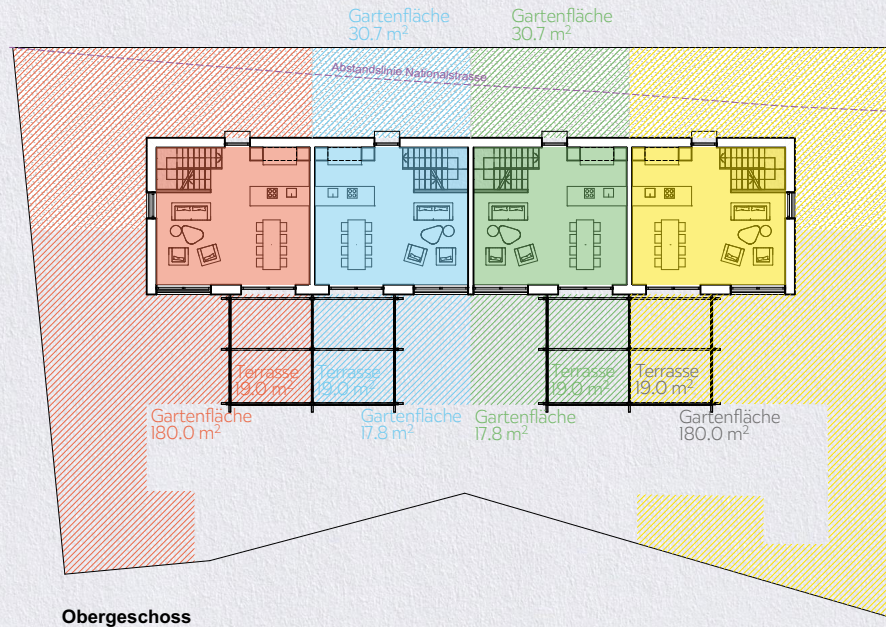 Gartenfläche
30.7 m²
Gartenfläche
30.7 m²
Abstandslinie Nationalstrasse
Terrasse
19.0 m²
Terrasse
19.0 m²
Terrasse
19.0 m²
Terrasse
19.0 m²
Gartenfläche
180.0 m²
Gartenfläche
17.8 m²
Gartenfläche
17.8 m²
Gartenfläche
180.0 m²
Obergeschoss